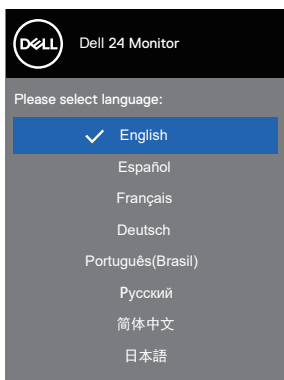 DELL
Dell 24 Monitor
Please select language:
English
Español
Français
Deutsch
Português(Brasil)
Русский
简体中文
日本語